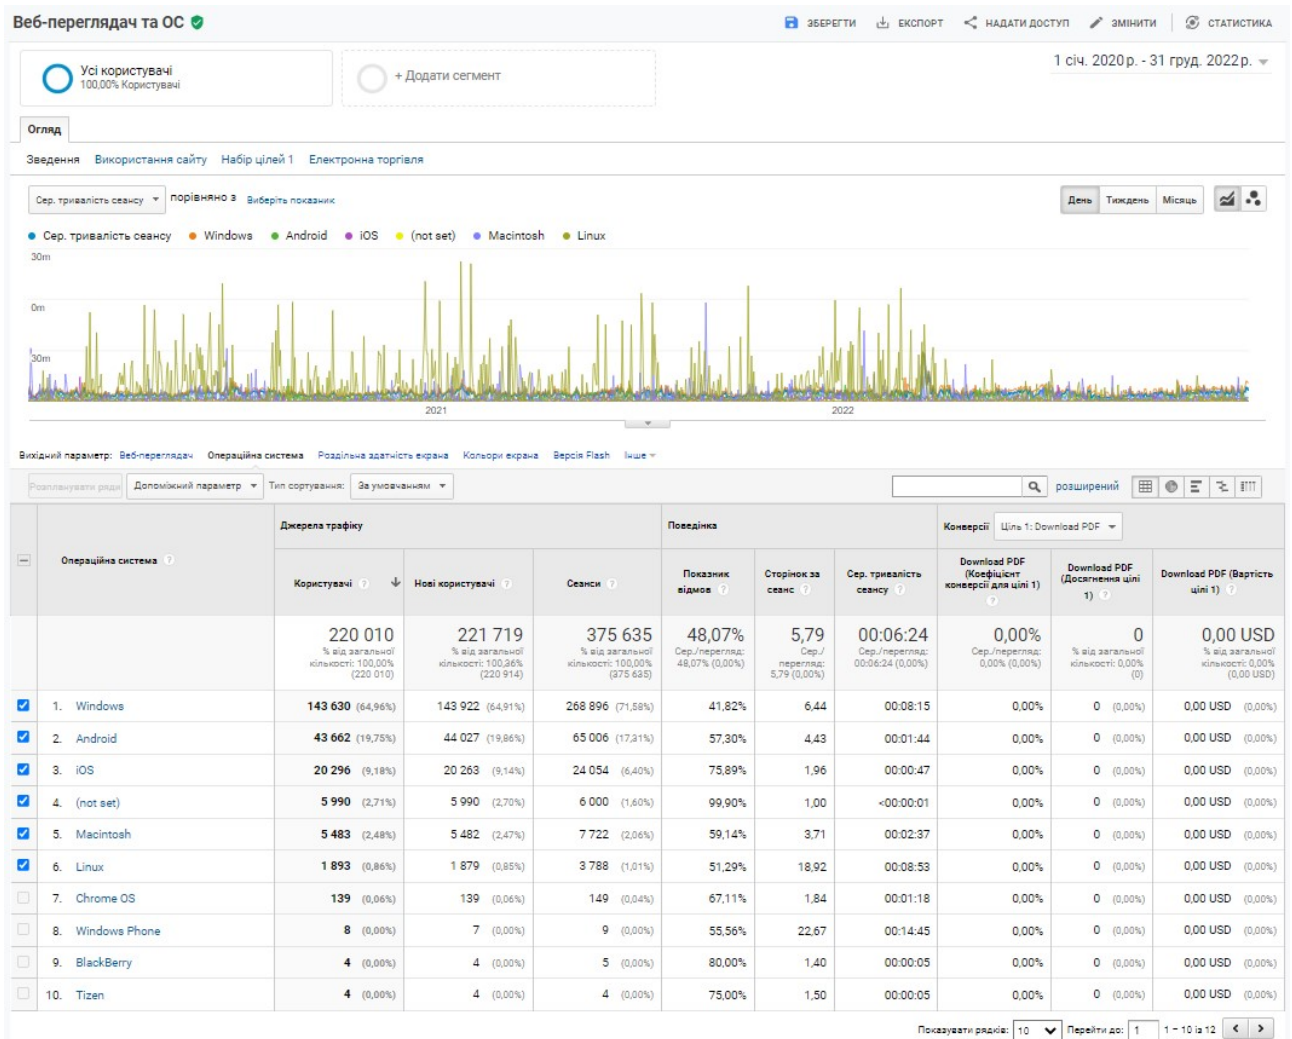 Веб-переглядач та ОС
ЗБЕРЕГТИ ЕКСПОРТ НАДАТИ ДОСТУП ЗМІНИТИ СТАТИСТИКА
Усі користувачі
100,00% Користувачі
+ Додати сегмент
1 січ. 2020 р. - 31 груд. 2022 р.
Огляд
Зведення Використання сайту Набір цілей 1 Електронна торгівля
Сер. тривалість сеансу порівняно з Виберіть показник
День Тиждень Місяць
Сер. тривалість сеансу Windows Android iOS (not set) Macintosh Linux
30m
0m
30m
2021 2022
Вихідний параметр: Веб-переглядач Операційна система Роздільна здатність екрана Кольори екрана Версія Flash Інше
Розпланувати ряди Допоміжний параметр Тип сортування: За умовчанням розширений
Джерела трафіку Поведінка Конверсії Ціль 1: Download PDF
Операційна система
Користувачі Нові користувачі Сеанси Показник відмов Сторінок за сеанс Сер. тривалість сеансу Download PDF (Коефіцієнт конверсії для цілі 1) Download PDF (Досягнення цілі 1) Download PDF (Вартість цілі 1)
220 010 221 719 375 635 48,07% 5,79 00:06:24 0,00% 0 0,00 USD
% від загальної кількості: 100,00% (220 010) % від загальної кількості: 100,36% (220 914) % від загальної кількості: 100,00% (375 635) Сер./перегляд: 48,07% (0,00%) Сер./перегляд: 5,79 (0,00%) Сер./перегляд: 00:06:24 (0,00%) Сер./перегляд: 0,00% (0,00%) % від загальної кількості: 0,00% (0) % від загальної кількості: 0,00% (0,00 USD)
1. Windows 143 630 (64,96%) 143 922 (64,91%) 268 896 (71,58%) 41,82% 6,44 00:08:15 0,00% 0 (0,00%) 0,00 USD (0,00%)
2. Android 43 662 (19,75%) 44 027 (19,86%) 65 006 (17,31%) 57,30% 4,43 00:01:44 0,00% 0 (0,00%) 0,00 USD (0,00%)
3. iOS 20 296 (9,18%) 20 263 (9,14%) 24 054 (6,40%) 75,89% 1,96 00:00:47 0,00% 0 (0,00%) 0,00 USD (0,00%)
4. (not set) 5 990 (2,71%) 5 990 (2,70%) 6 000 (1,60%) 99,90% 1,00 <00:00:01 0,00% 0 (0,00%) 0,00 USD (0,00%)
5. Macintosh 5 483 (2,48%) 5 482 (2,47%) 7 722 (2,06%) 59,14% 3,71 00:02:37 0,00% 0 (0,00%) 0,00 USD (0,00%)
6. Linux 1 893 (0,86%) 1 879 (0,85%) 3 788 (1,01%) 51,29% 18,92 00:08:53 0,00% 0 (0,00%) 0,00 USD (0,00%)
7. Chrome OS 139 (0,06%) 139 (0,06%) 149 (0,04%) 67,11% 1,84 00:01:18 0,00% 0 (0,00%) 0,00 USD (0,00%)
8. Windows Phone 8 (0,00%) 7 (0,00%) 9 (0,00%) 55,56% 22,67 00:14:45 0,00% 0 (0,00%) 0,00 USD (0,00%)
9. BlackBerry 4 (0,00%) 4 (0,00%) 5 (0,00%) 80,00% 1,40 00:00:05 0,00% 0 (0,00%) 0,00 USD (0,00%)
10. Tizen 4 (0,00%) 4 (0,00%) 4 (0,00%) 75,00% 1,50 00:00:05 0,00% 0 (0,00%) 0,00 USD (0,00%)
Показувати рядків: 10 Перейти до: 1 1 – 10 із 12